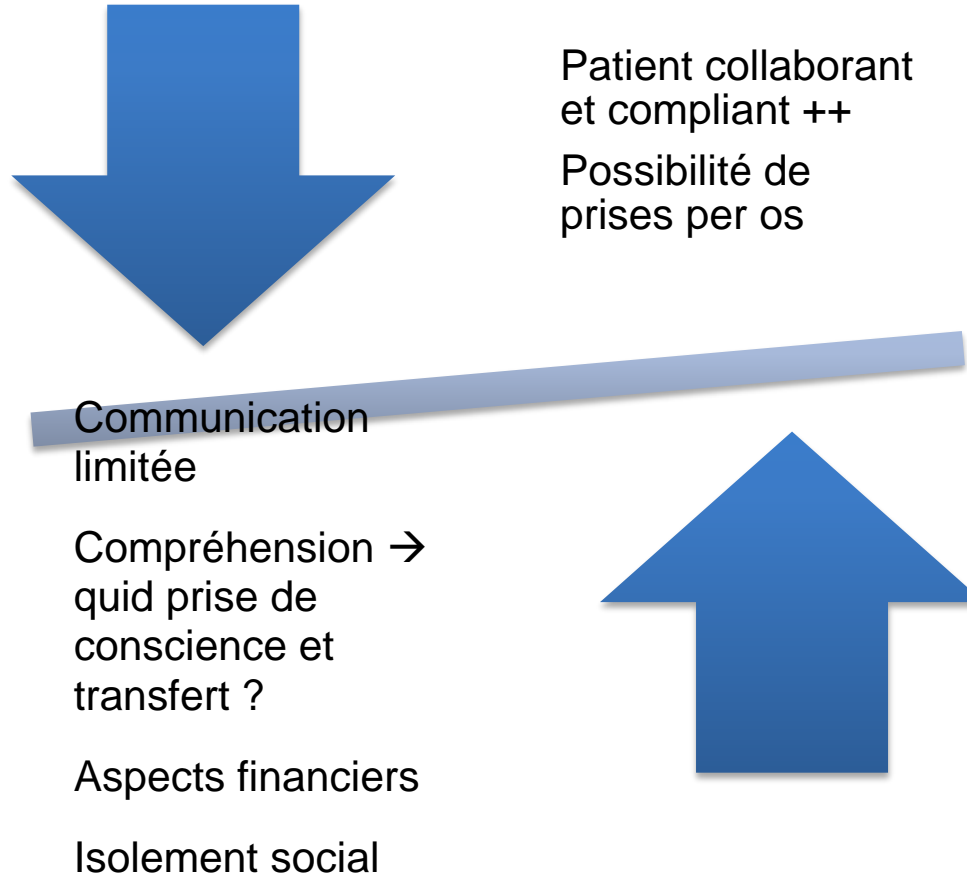 Patient collaborant
et compliant ++
Possibilité de
prises per os
Communication
limitée
Compréhension →
quid prise de
conscience et
transfert ?
Aspects financiers
Isolement social